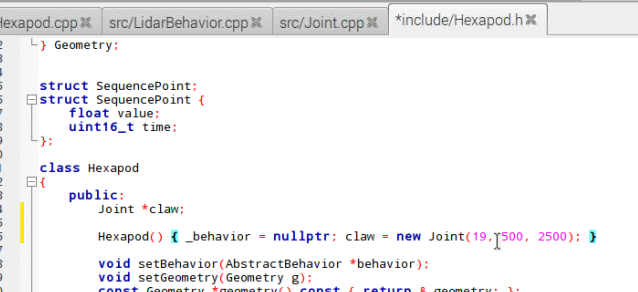 Hexapod.cpp src/LidarBehavior.cpp src/Joint.cpp *include/Hexapod.h
} Geometry;
struct SequencePoint;
struct SequencePoint {
float value;
uint16_t time;
};
class Hexapod
{
public:
Joint *claw;
Hexapod() { _behavior = nullptr; claw = new Joint(19, 500, 2500); }
void setBehavior(AbstractBehavior *behavior);
void setGeometry(Geometry g);
const Geometry *geometry() const { return &_geometry; };